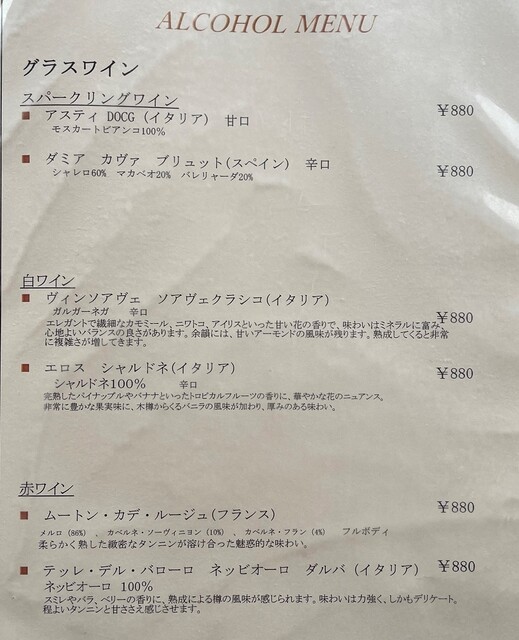 ALCOHOL MENU
グラスワイン
スパークリングワイン
■ アスティ DOCG (イタリア) 甘口 ￥880
モスカートビアンコ100％
■ ダミア カヴァ ブリュット(スペイン) 辛口 ￥880
シャレロ60％ マカベオ20％ バレリャーダ20％
白ワイン
■ ヴィンソアヴェ ソアヴェクラシコ(イタリア) ￥880
ガルガーネガ 辛口
エレガントで繊細なカモミール、ニワトコ、アイリスといった甘い花の香りで、味わいはミネラルに富み、
心地よいバランスの良さがあります。余韻には、甘いアーモンドの風味が残ります。熟成してくると非常
に複雑さが増してきます。
■ エロス シャルドネ(イタリア) ￥880
シャルドネ100％ 辛口
完熟したパイナップルやバナナといったトロピカルフルーツの香りに、華やかな花のニュアンス。
非常に豊かな果実味に、木樽からくるバニラの風味が加わり、厚みのある味わい。
赤ワイン
■ ムートン・カデ・ルージュ(フランス) ￥880
メルロ (86%) 、 カベルネ・ソーヴィニヨン (10%) 、 カベルネ・フラン (4%) フルボディ
柔らかく熟した緻密なタンニンが溶け合った魅惑的な味わい。
■ テッレ・デル・バローロ ネッビオーロ ダルバ (イタリア) ￥880
ネッビオーロ 100％
スミレやバラ、ベリーの香りに、熟成による樽の風味が感じられます。味わいは力強く、しかもデリケート。
程よいタンニンと甘ささえ感じさせます。